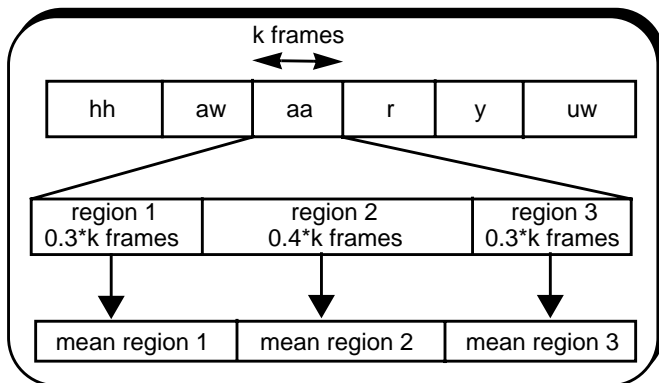 k frames
hh aw aa r y uw
region 1 region 2 region 3
0.3*k frames 0.4*k frames 0.3*k frames
mean region 1 mean region 2 mean region 3